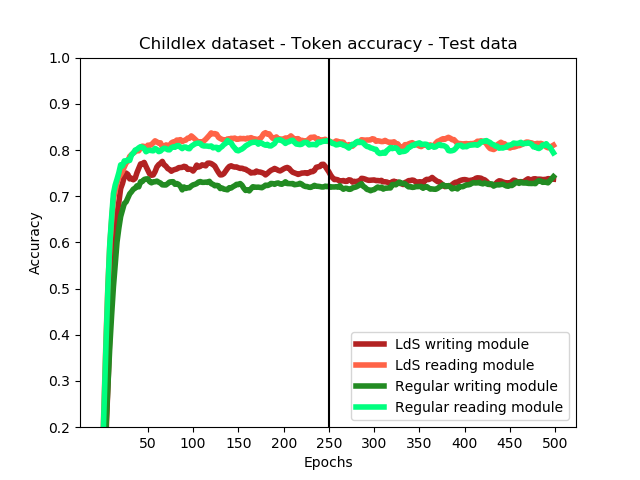 Childlex dataset - Token accuracy - Test data
1.0
0.9
0.8
0.7
0.6
0.5
0.4
0.3
0.2
Accuracy
50 100 150 200 250 300 350 400 450 500
Epochs
LdS writing module
LdS reading module
Regular writing module
Regular reading module